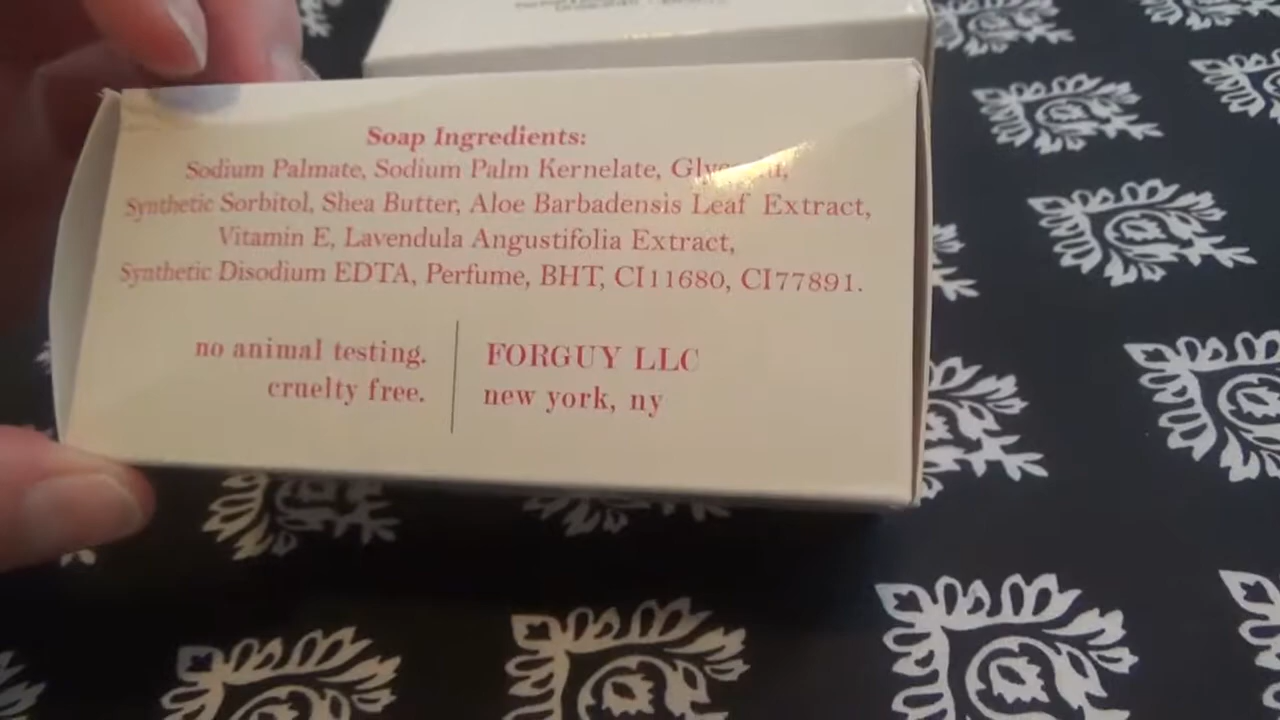 Soap Ingredients:
Sodium Palmate, Sodium Palm Kernelate,
Synthetic Sorbitol, Shea Butter, Aloe Barbadensis Leaf Extract,
Vitamin E, Lavendula Angustifolia Extract,
Synthetic Disodium EDTA, Perfume, BHT, CI11680, CI77891.
no animal testing.
cruelty free.
FORGUY LLC
new york, ny